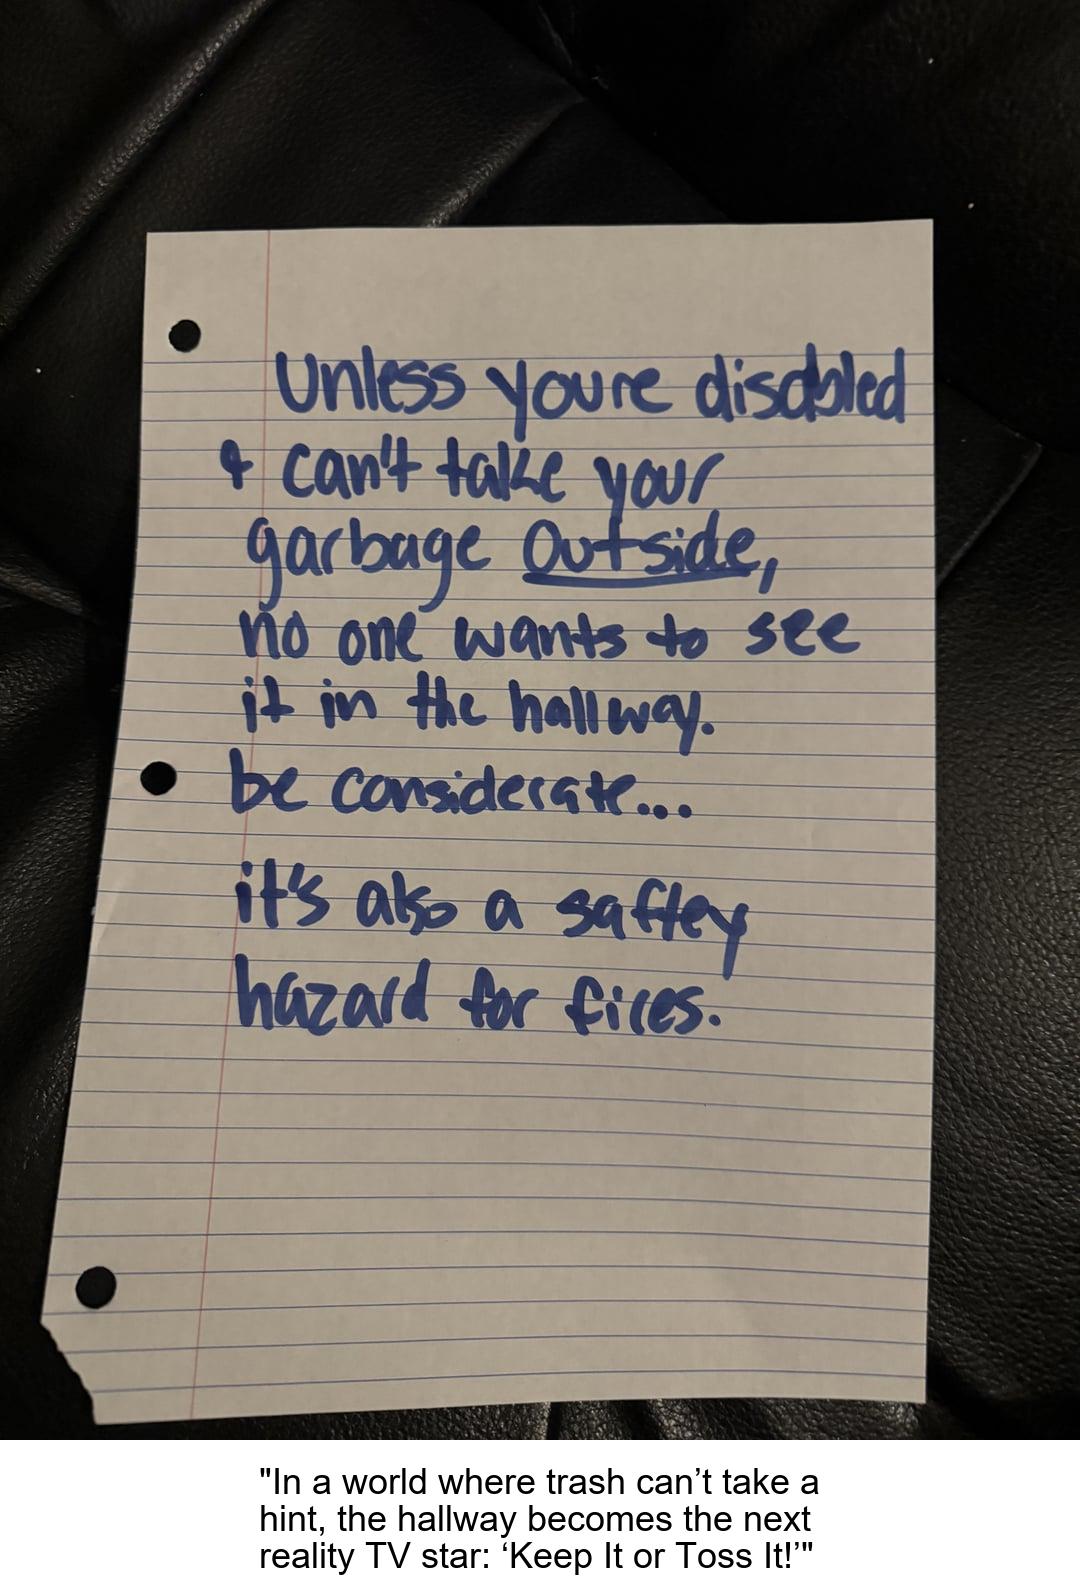 Unless youre disabled
& can't take your
garbage Outside,
no one wants to see
it in the hallway.
be considerate...
it's also a saftey
hazard for fires.
"In a world where trash can’t take a
hint, the hallway becomes the next
reality TV star: ‘Keep It or Toss It!’"